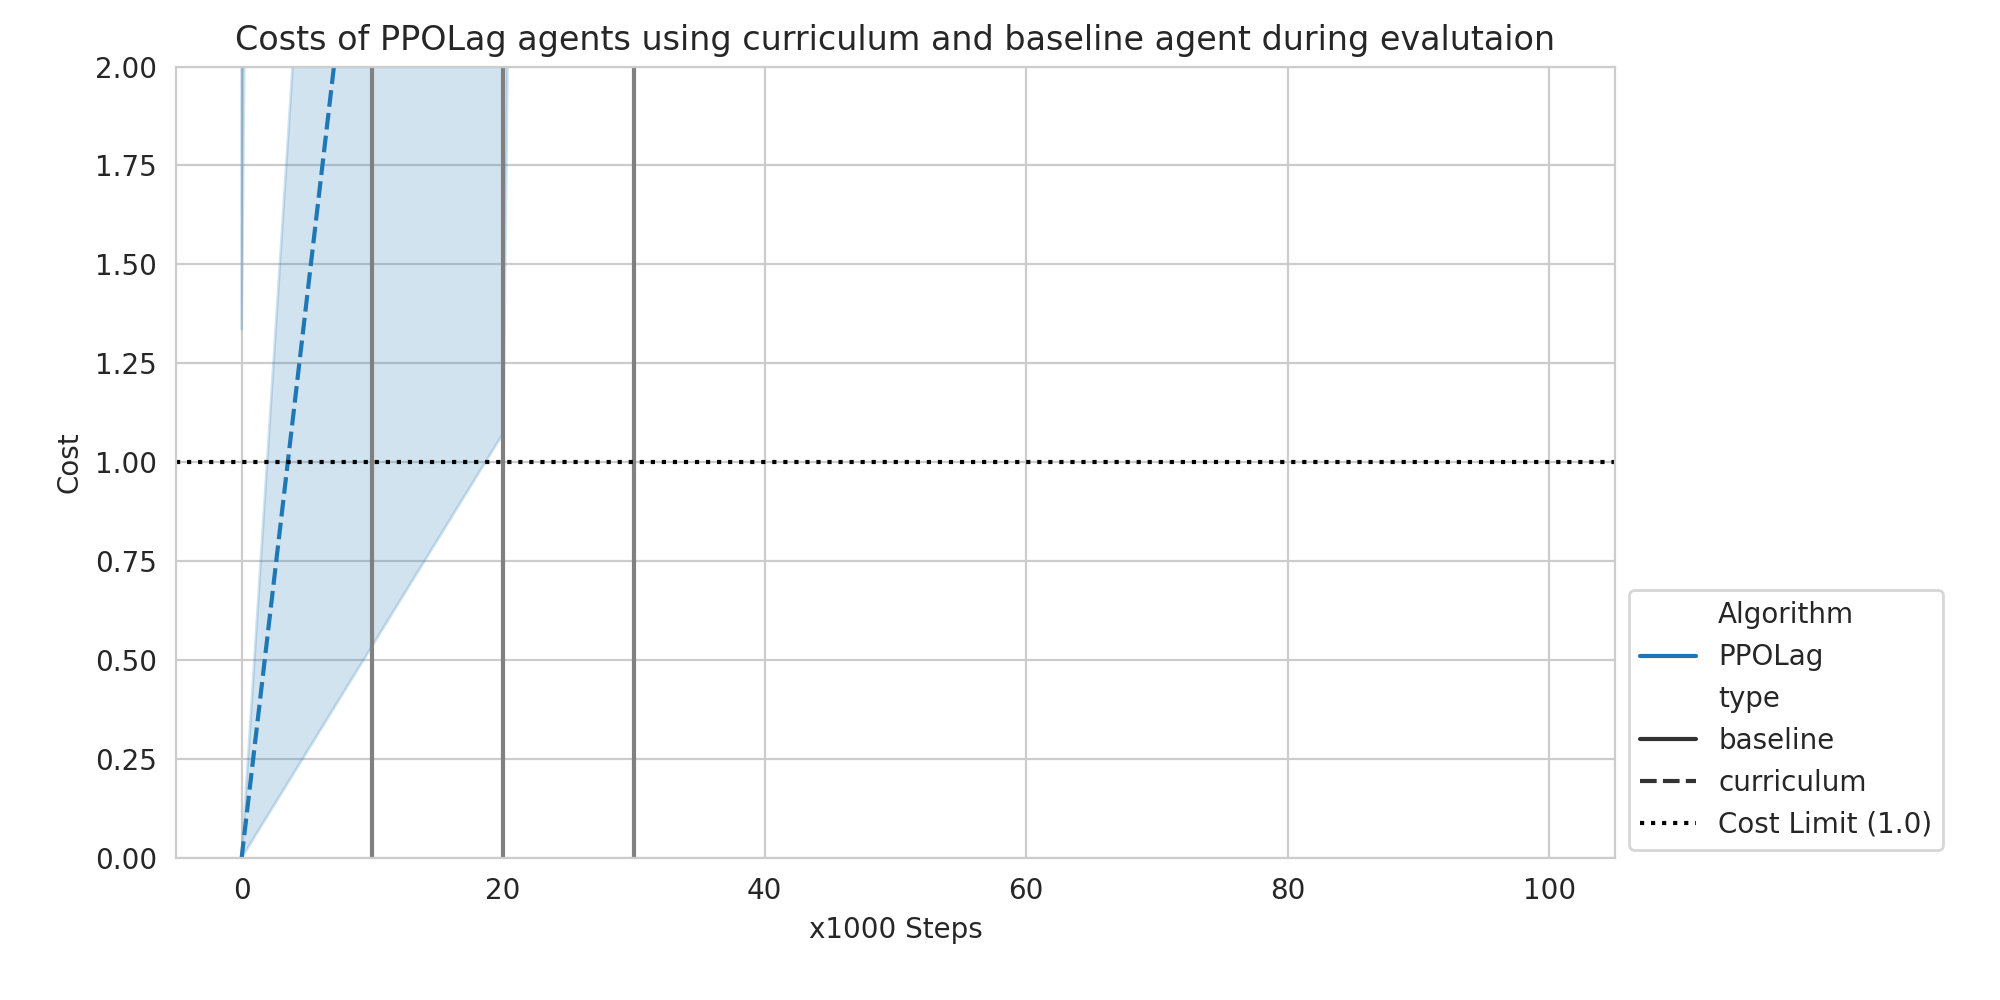 Costs of PPOLag agents using curriculum and baseline agent during evalutaion
2.00
1.75
1.50
1.25
1.00
0.75
0.50
0.25
0.00
Cost
0 20 40 60 80 100
x1000 Steps
Algorithm
PPOLag
type
baseline
curriculum
Cost Limit (1.0)